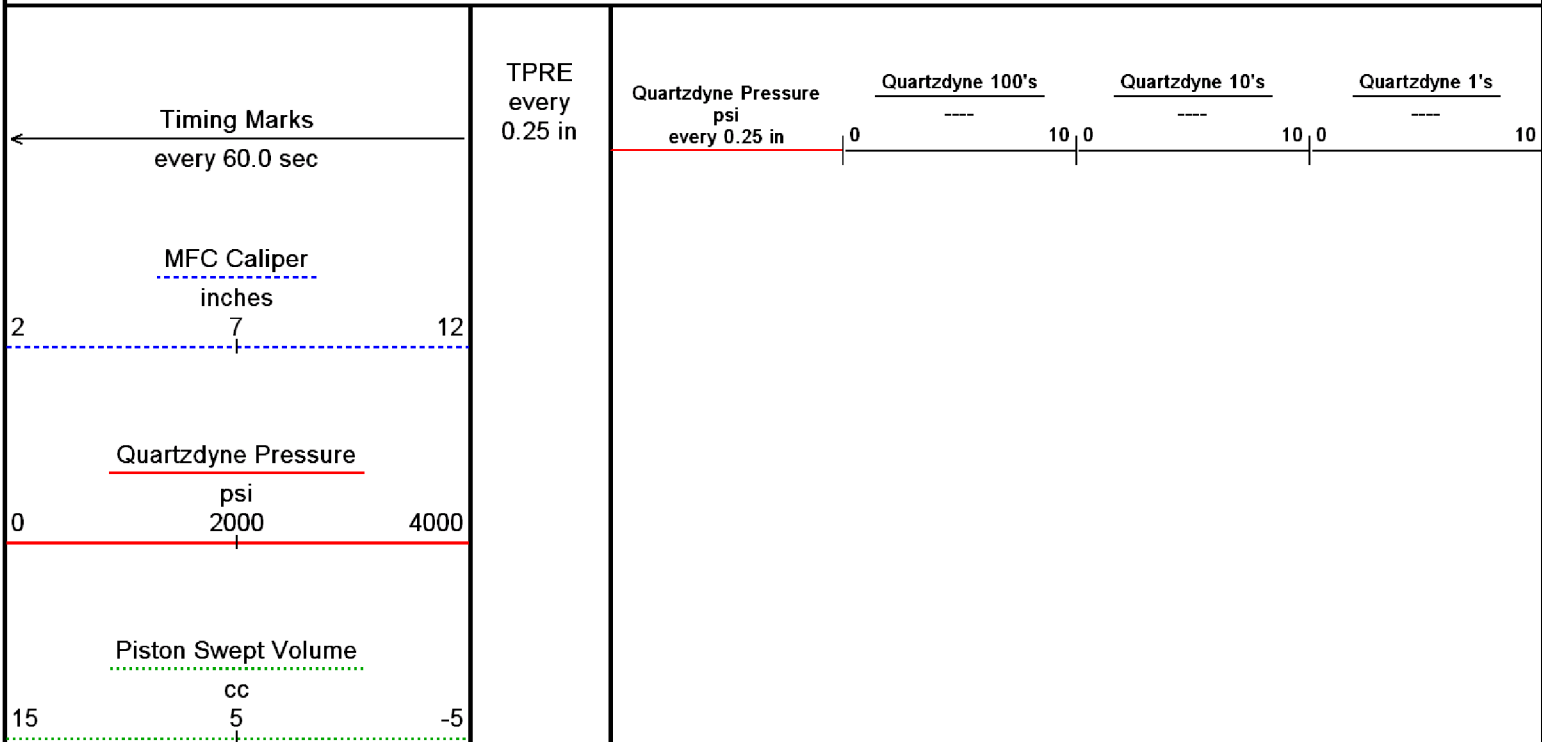 Timing Marks
every 60.0 sec
MFC Caliper
inches
2 7 12
Quartzdyne Pressure
psi
0 2000 4000
Piston Swept Volume
cc
15 5 -5
TPRE
every
0.25 in
Quartzdyne Pressure
psi
every 0.25 in
Quartzdyne 100's
----
0 10
Quartzdyne 10's
----
0 10
Quartzdyne 1's
----
0 10